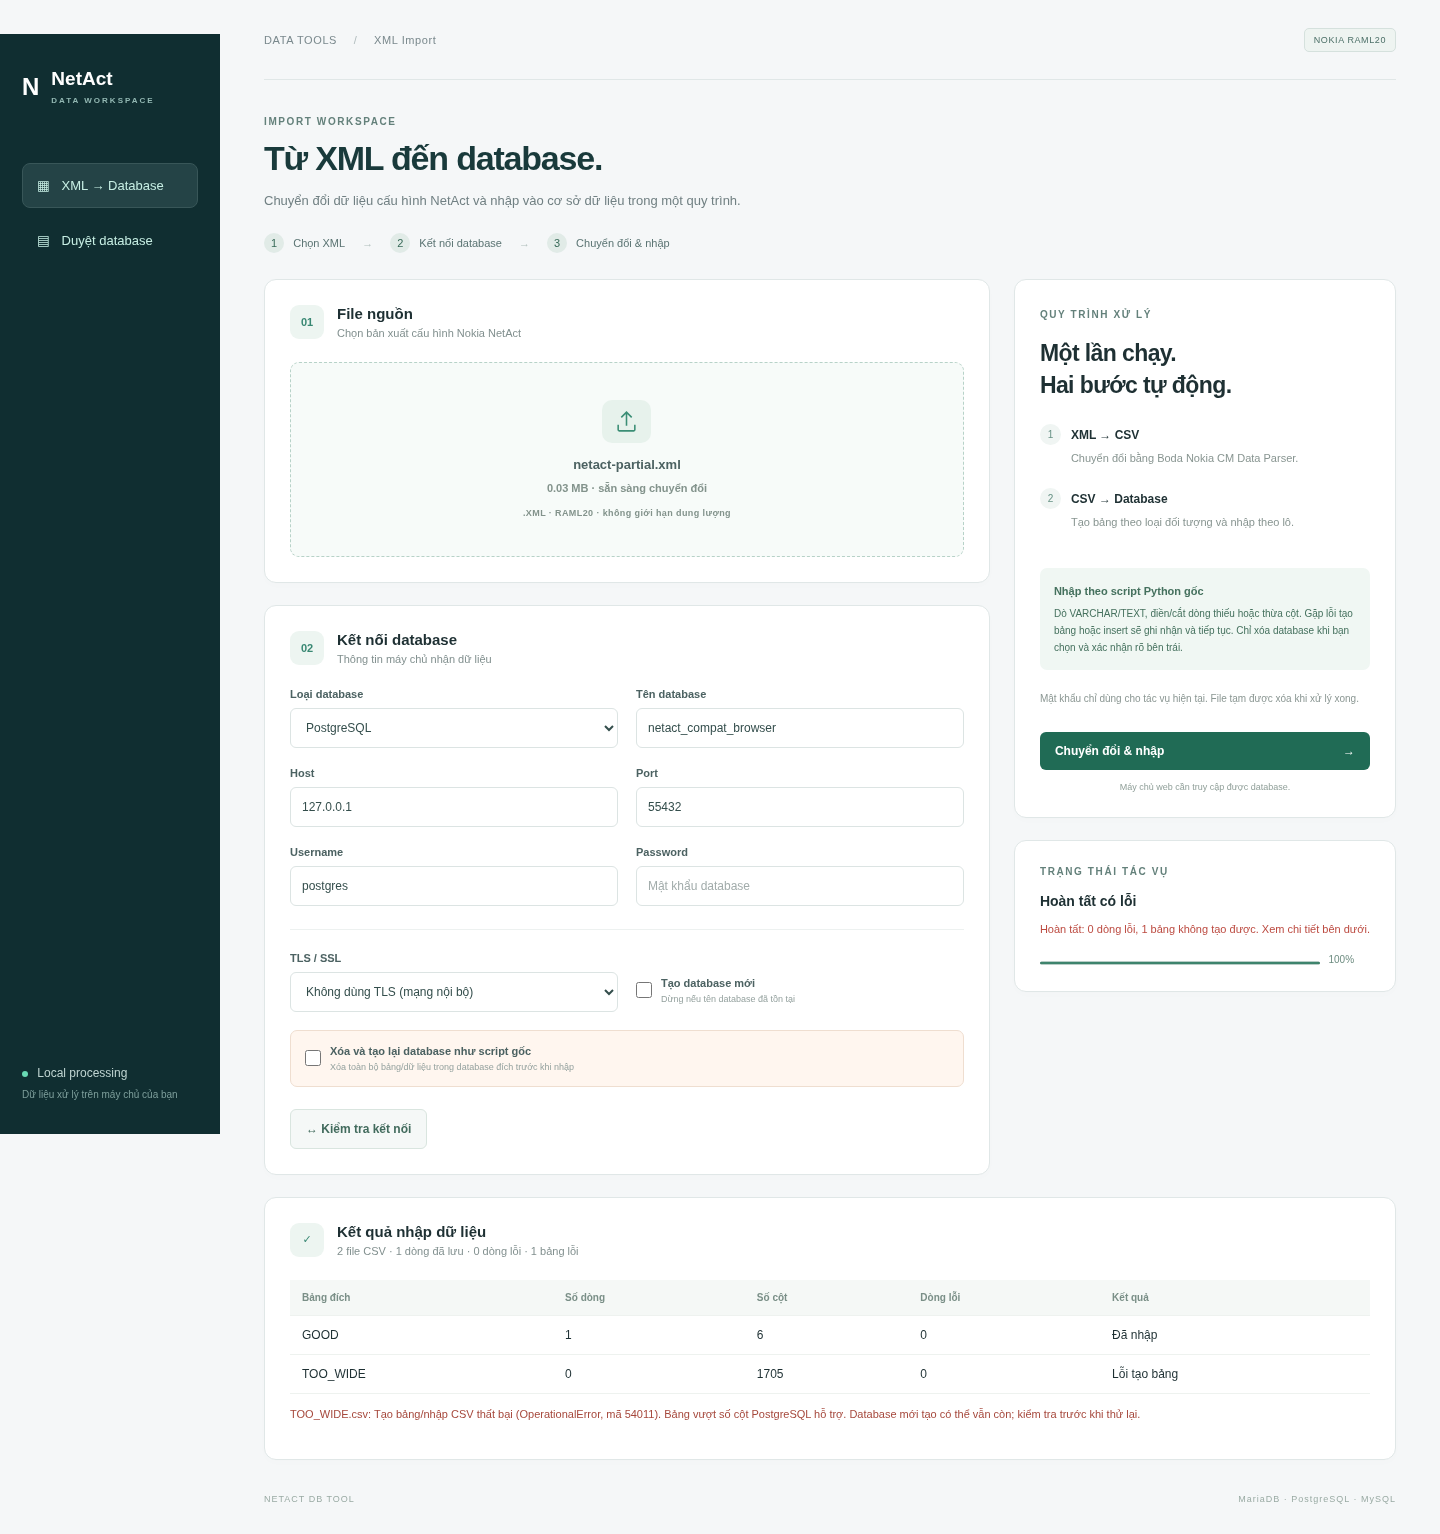 N NetAct
DATA WORKSPACE
▦ XML → Database
▤ Duyệt database
Local processing
Dữ liệu xử lý trên máy chủ của bạn
DATA TOOLS / XML Import
NOKIA RAML20
IMPORT WORKSPACE
Từ XML đến database.
Chuyển đổi dữ liệu cấu hình NetAct và nhập vào cơ sở dữ liệu trong một quy trình.
1 Chọn XML → 2 Kết nối database → 3 Chuyển đổi & nhập
01 File nguồn
Chọn bản xuất cấu hình Nokia NetAct
netact-partial.xml
0.03 MB · sẵn sàng chuyển đổi
.XML · RAML20 · không giới hạn dung lượng
02 Kết nối database
Thông tin máy chủ nhận dữ liệu
Loại database Tên database
PostgreSQL netact_compat_browser
Host Port
127.0.0.1 55432
Username Password
postgres Mật khẩu database
TLS / SSL
Không dùng TLS (mạng nội bộ)
Tạo database mới
Dừng nếu tên database đã tồn tại
Xóa và tạo lại database như script gốc
Xóa toàn bộ bảng/dữ liệu trong database đích trước khi nhập
↔ Kiểm tra kết nối
QUY TRÌNH XỬ LÝ
Một lần chạy.
Hai bước tự động.
1 XML → CSV
Chuyển đổi bằng Boda Nokia CM Data Parser.
2 CSV → Database
Tạo bảng theo loại đối tượng và nhập theo lô.
Nhập theo script Python gốc
Dò VARCHAR/TEXT, điền/cắt dòng thiếu hoặc thừa cột. Gặp lỗi tạo
bảng hoặc insert sẽ ghi nhận và tiếp tục. Chỉ xóa database khi bạn
chọn và xác nhận rõ bên trái.
Mật khẩu chỉ dùng cho tác vụ hiện tại. File tạm được xóa khi xử lý xong.
Chuyển đổi & nhập →
Máy chủ web cần truy cập được database.
TRẠNG THÁI TÁC VỤ
Hoàn tất có lỗi
Hoàn tất: 0 dòng lỗi, 1 bảng không tạo được. Xem chi tiết bên dưới.
100%
✓ Kết quả nhập dữ liệu
2 file CSV · 1 dòng đã lưu · 0 dòng lỗi · 1 bảng lỗi
Bảng đích Số dòng Số cột Dòng lỗi Kết quả
GOOD 1 6 0 Đã nhập
TOO_WIDE 0 1705 0 Lỗi tạo bảng
TOO_WIDE.csv: Tạo bảng/nhập CSV thất bại (OperationalError, mã 54011). Bảng vượt số cột PostgreSQL hỗ trợ. Database mới tạo có thể vẫn còn; kiểm tra trước khi thử lại.
NETACT DB TOOL
MariaDB · PostgreSQL · MySQL